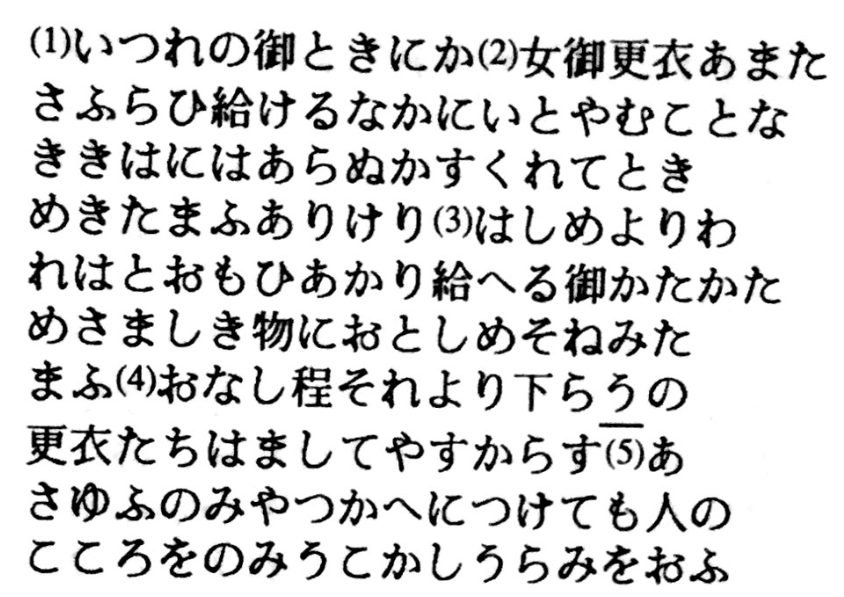 (1)いつれの御ときにか(2)女御更衣あまた
さふらひ給けるなかにいとやむことな
ききはにはあらぬかすくれてとき
めきたまふありけり(3)はしめよりわ
れはとおもひあかり給へる御かたかた
めさましき物におとしめそねみた
まふ(4)おなし程それより下らうの
更衣たちはましてやすからす(5)あ
さゆふのみやつかへにつけても人の
こころをのみうこかしうらみをおふ